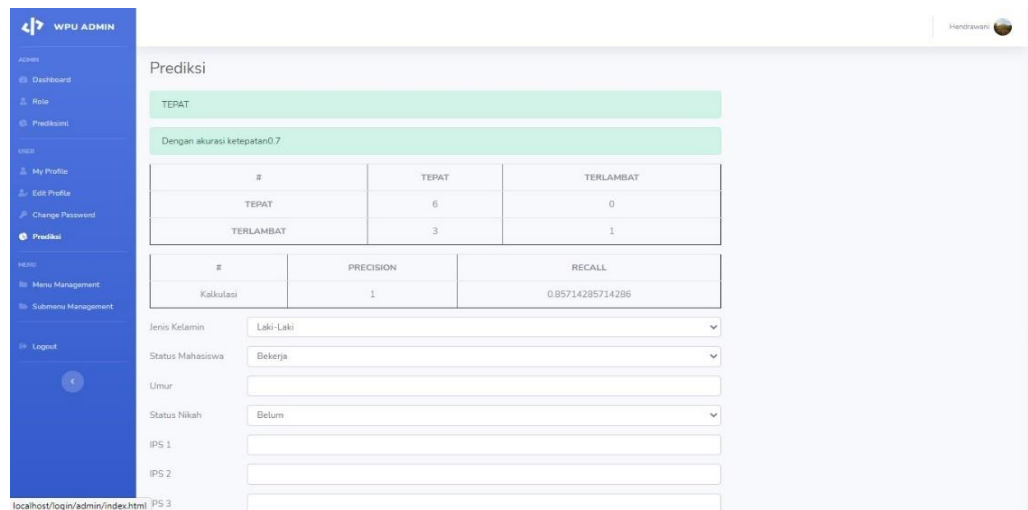 WPU ADMIN
Hendrawani
ADMIN
Dashboard
Role
Prediksiml
USER
My Profile
Edit Profile
Change Password
Prediksi
MENU
Menu Management
Submenu Management
Logout
Prediksi
TEPAT
Dengan akurasi ketepatan0.7
# TEPAT TERLAMBAT
TEPAT 6 0
TERLAMBAT 3 1
# PRECISION RECALL
Kalkulasi 1 0.85714285714286
Jenis Kelamin Laki-Laki
Status Mahasiswa Bekerja
Umur
Status Nikah Belum
IPS 1
IPS 2
IPS 3
localhost/login/admin/index.html